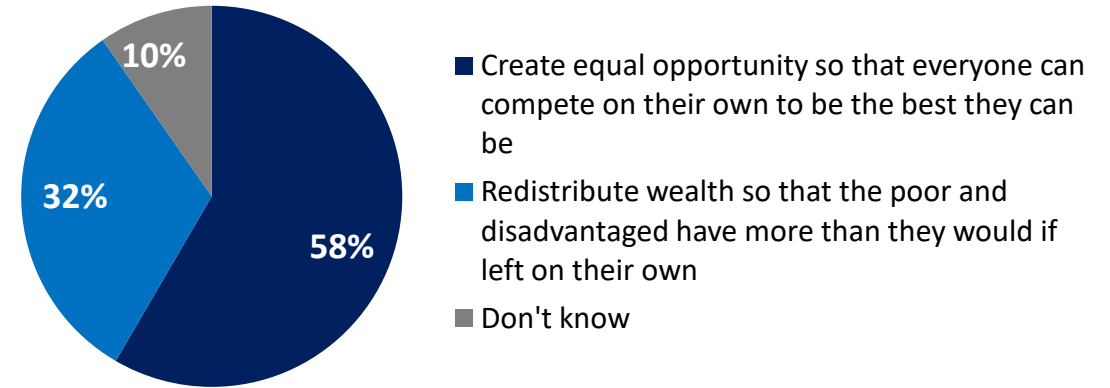 10%
32%
58%
Create equal opportunity so that everyone can
compete on their own to be the best they can
be
Redistribute wealth so that the poor and
disadvantaged have more than they would if
left on their own
Don't know